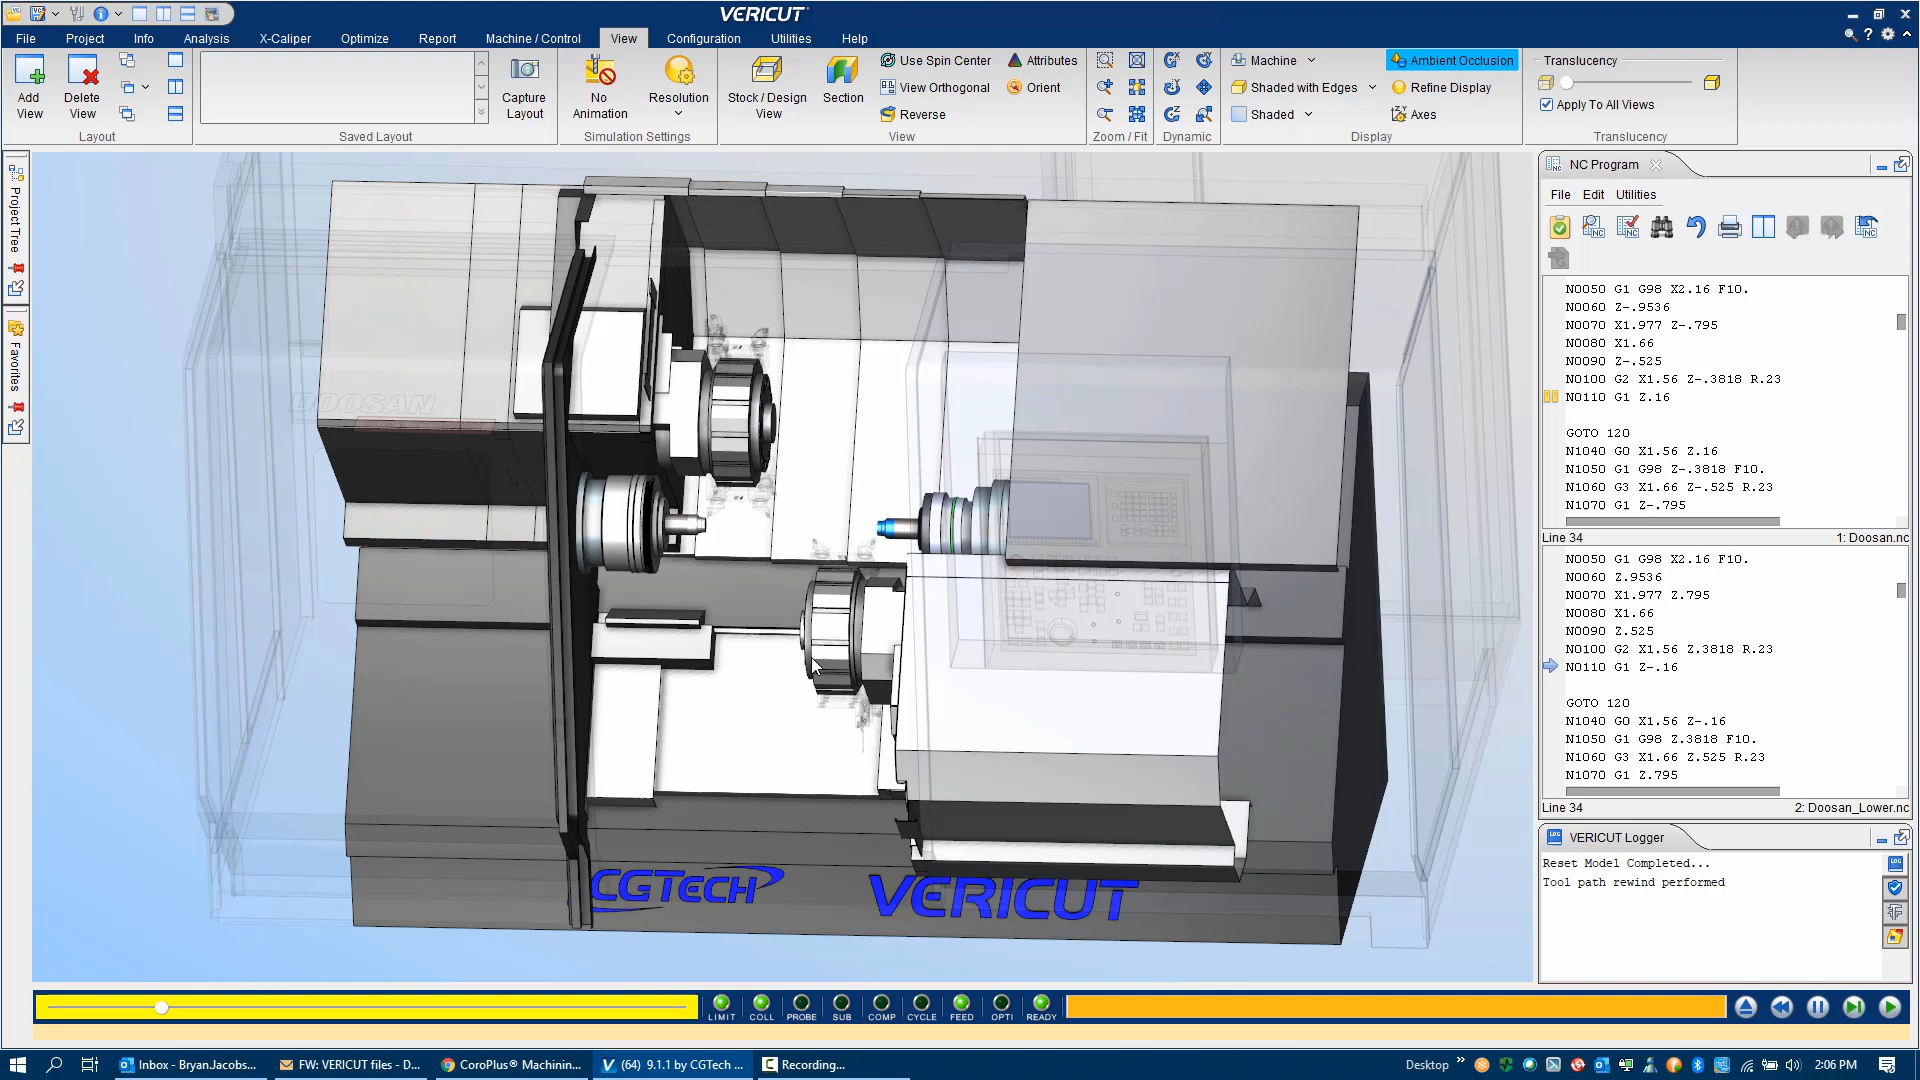 VERICUT
File Project Info Analysis X-Caliper Optimize Report Machine / Control View Configuration Utilities Help
Add View
Delete View
Layout
Saved Layout
Capture Layout
No Animation
Resolution
Simulation Settings
Stock / Design View
Section
Use Spin Center
View Orthogonal
Reverse
Attributes
Orient
View
Zoom / Fit
Dynamic
Machine
Shaded with Edges
Shaded
Ambient Occlusion
Refine Display
Axes
Display
Translucency
Apply To All Views
Translucency
Project Tree
Favorites
DOOSAN
CGTECH
VERICUT
NC Program
File Edit Utilities
N0050 G1 G98 X2.16 F10.
N0060 Z-.9536
N0070 X1.977 Z-.795
N0080 X1.66
N0090 Z-.525
N0100 G2 X1.56 Z-.3818 R.23
N0110 G1 Z.16
GOTO 120
N1040 G0 X1.56 Z.16
N1050 G1 G98 Z-.3818 F10.
N1060 G3 X1.66 Z-.525 R.23
N1070 G1 Z-.795
Line 34 1: Doosan.nc
N0050 G1 G98 X2.16 F10.
N0060 Z.9536
N0070 X1.977 Z.795
N0080 X1.66
N0090 Z.525
N0100 G2 X1.56 Z.3818 R.23
N0110 G1 Z-.16
GOTO 120
N1040 G0 X1.56 Z-.16
N1050 G1 G98 Z.3818 F10.
N1060 G3 X1.66 Z.525 R.23
N1070 G1 Z.795
Line 34 2: Doosan_Lower.nc
VERICUT Logger
Reset Model Completed...
Tool path rewind performed
LIMIT COLL PROBE SUB COMP CYCLE FEED OPTI READY
Inbox - BryanJacobs... FW: VERICUT files - D... CoroPlus® Machinin... (64) 9.1.1 by CGTech ... Recording... Desktop 2:06 PM